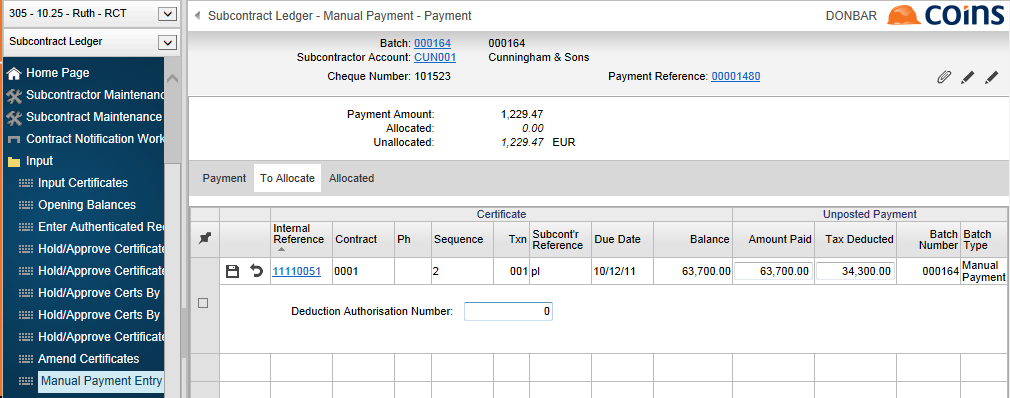 305 - 10.25 - Ruth - RCT
Subcontract Ledger
Home Page
Subcontractor Maintenanc
Subcontract Maintenance
Contract Notification Work
Input
Input Certificates
Opening Balances
Enter Authenticated Re
Hold/Approve Certificate
Hold/Approve Certificate
Hold/Approve Certs By
Hold/Approve Certs By
Hold/Approve Certificate
Amend Certificates
Manual Payment Entry
Subcontract Ledger - Manual Payment - Payment
DONBAR
coins
Batch: 000164 000164
Subcontractor Account: CUN001 Cunningham & Sons
Cheque Number: 101523 Payment Reference: 00001480
Payment Amount: 1,229.47
Allocated: 0.00
Unallocated: 1,229.47 EUR
Payment To Allocate Allocated
Certificate Unposted Payment
Internal Reference Contract Ph Sequence Txn Subcont'r Reference Due Date Balance Amount Paid Tax Deducted Batch Number Batch Type
11110051 0001 2 001 pl 10/12/11 63,700.00 63,700.00 34,300.00 000164 Manual Payment
Deduction Authorisation Number: 0